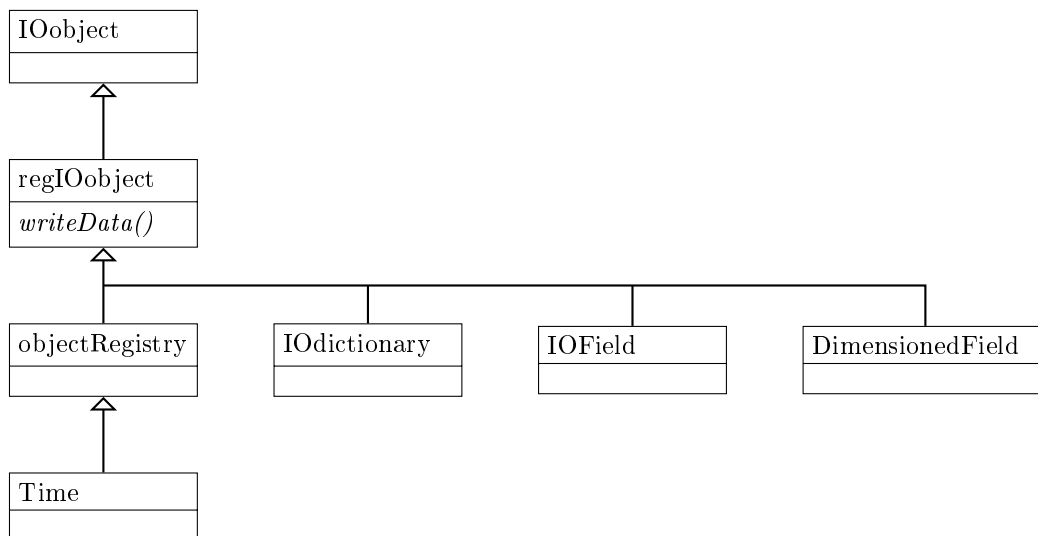 IOobject
regIOobject
writeData()
objectRegistry
IOdictionary
IOField
DimensionedField
Time